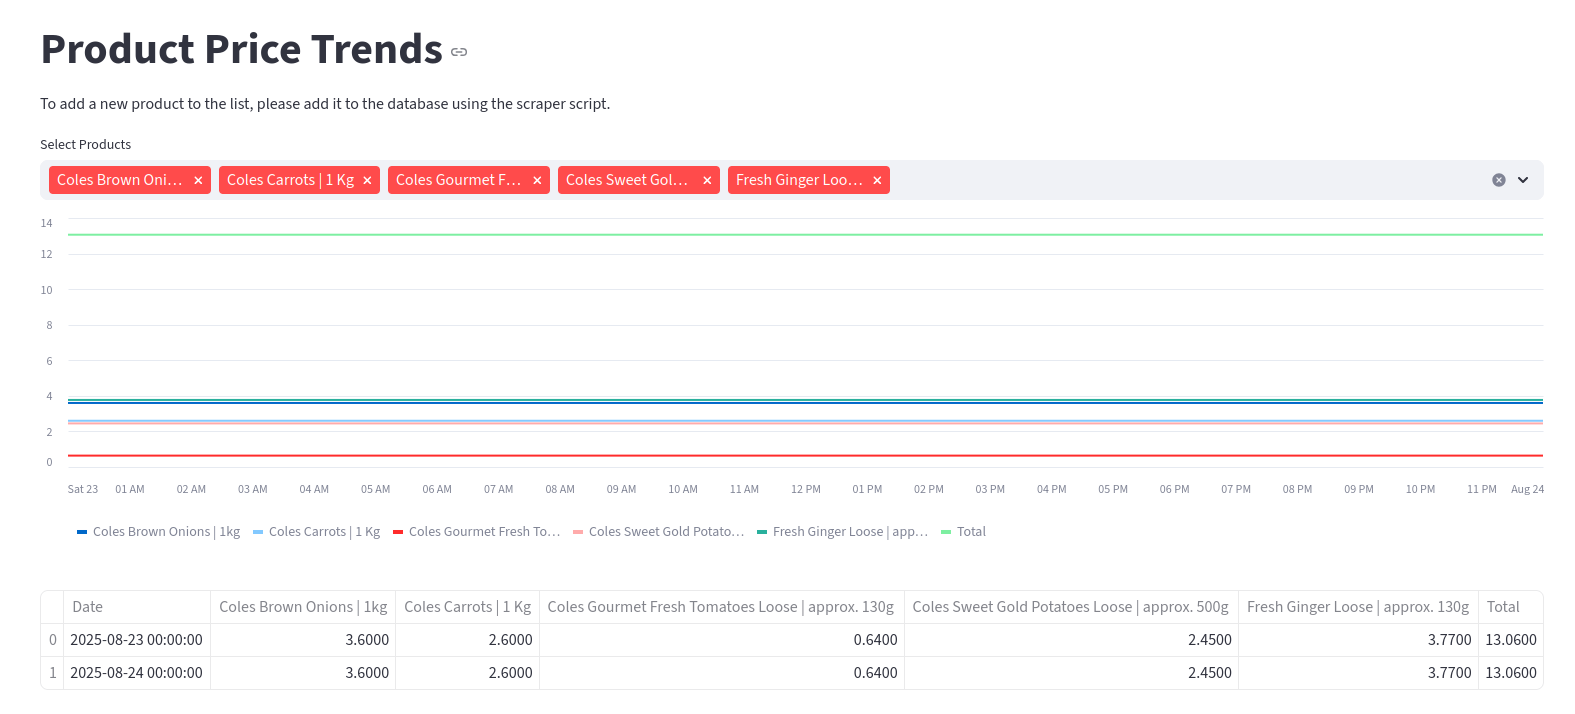 Product Price Trends
To add a new product to the list, please add it to the database using the scraper script.
Select Products
Coles Brown Oni... Coles Carrots | 1 Kg Coles Gourmet F... Coles Sweet Gol... Fresh Ginger Loo...
14
12
10
8
6
4
2
0
Sat 23 01 AM 02 AM 03 AM 04 AM 05 AM 06 AM 07 AM 08 AM 09 AM 10 AM 11 AM 12 PM 01 PM 02 PM 03 PM 04 PM 05 PM 06 PM 07 PM 08 PM 09 PM 10 PM 11 PM Aug 24
Coles Brown Onions | 1kg Coles Carrots | 1 Kg Coles Gourmet Fresh To... Coles Sweet Gold Potato... Fresh Ginger Loose | app... Total
Date Coles Brown Onions | 1kg Coles Carrots | 1 Kg Coles Gourmet Fresh Tomatoes Loose | approx. 130g Coles Sweet Gold Potatoes Loose | approx. 500g Fresh Ginger Loose | approx. 130g Total
0 2025-08-23 00:00:00 3.6000 2.6000 0.6400 2.4500 3.7700 13.0600
1 2025-08-24 00:00:00 3.6000 2.6000 0.6400 2.4500 3.7700 13.0600